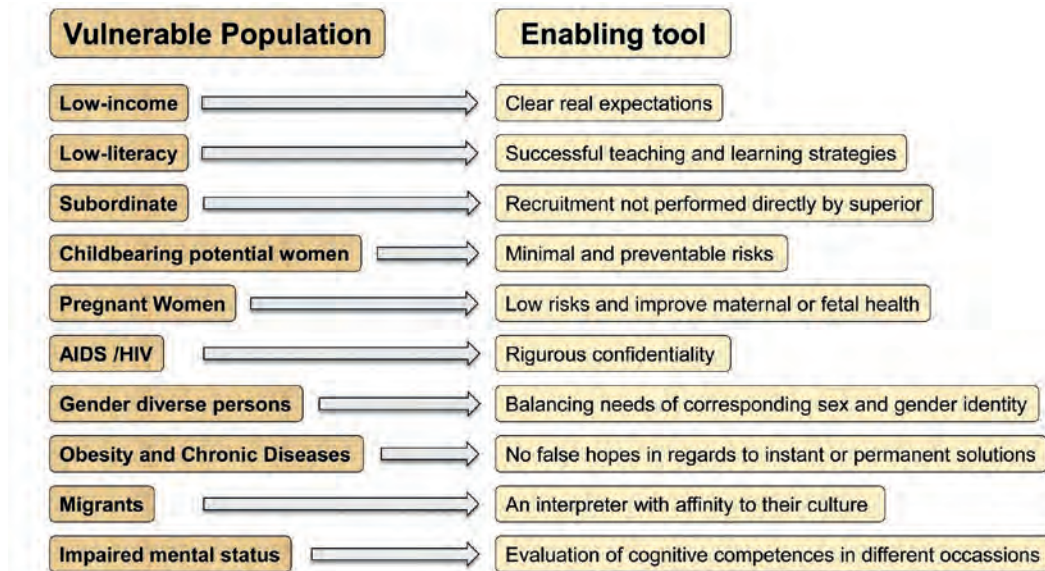 Vulnerable Population Enabling tool
Low-income Clear real expectations
Low-literacy Successful teaching and learning strategies
Subordinate Recruitment not performed directly by superior
Childbearing potential women Minimal and preventable risks
Pregnant Women Low risks and improve maternal or fetal health
AIDS /HIV Rigurous confidentiality
Gender diverse persons Balancing needs of corresponding sex and gender identity
Obesity and Chronic Diseases No false hopes in regards to instant or permanent solutions
Migrants An interpreter with affinity to their culture
Impaired mental status Evaluation of cognitive competences in different occassions